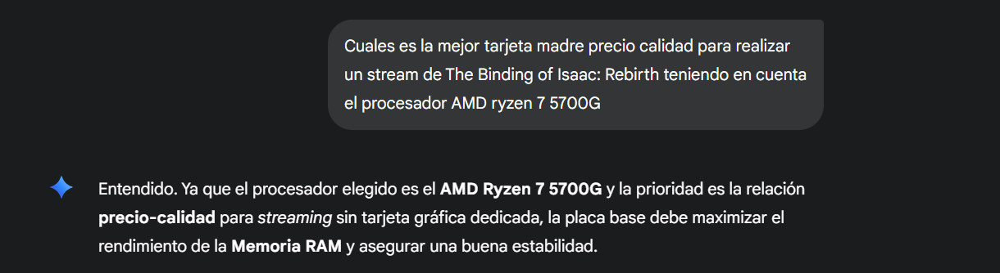 Cuales es la mejor tarjeta madre precio calidad para realizar
un stream de The Binding of Isaac: Rebirth teniendo en cuenta
el procesador AMD ryzen 7 5700G
Entendido. Ya que el procesador elegido es el AMD Ryzen 7 5700G y la prioridad es la relación
precio-calidad para streaming sin tarjeta gráfica dedicada, la placa base debe maximizar el
rendimiento de la Memoria RAM y asegurar una buena estabilidad.